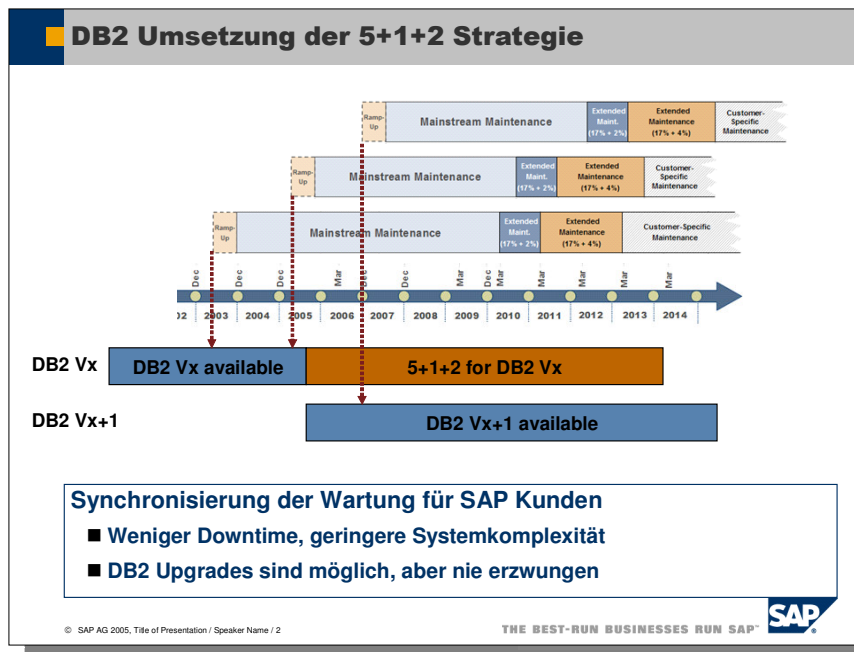 DB2 Umsetzung der 5+1+2 Strategie
Ramp-
Up
Mainstream Maintenance
Extended
Maint.
(17% + 2%)
Extended
Maintenance
(17% + 4%)
Customer-
Specific
Maintenance
Ramp-
Up
Mainstream Maintenance
Extended
Maint.
(17% + 2%)
Extended
Maintenance
(17% + 4%)
Customer-
Specific
Maintenance
Ramp-
Up
Mainstream Maintenance
Extended
Maint.
(17% + 2%)
Extended
Maintenance
(17% + 4%)
Customer-Specific
Maintenance
Dec Dec Dec Mar Dec Dec Mar Dec Mar Mar Mar Mar Mar
02 2003 2004 2005 2006 2007 2008 2009 2010 2011 2012 2013 2014
DB2 Vx DB2 Vx available 5+1+2 for DB2 Vx
DB2 Vx+1 DB2 Vx+1 available
Synchronisierung der Wartung für SAP Kunden
■ Weniger Downtime, geringere Systemkomplexität
■ DB2 Upgrades sind möglich, aber nie erzwungen
© SAP AG 2005, Title of Presentation / Speaker Name / 2
THE BEST-RUN BUSINESSES RUN SAP™
SAP